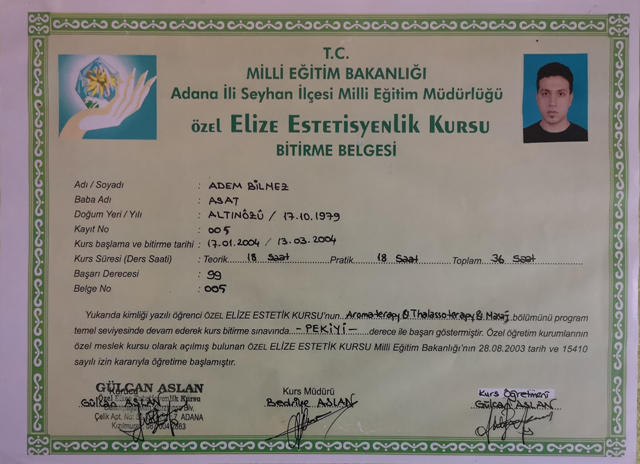 T.C.
MİLLİ EĞİTİM BAKANLIĞI
Adana İli Seyhan İlçesi Milli Eğitim Müdürlüğü
ÖZEL ELİZE ESTETİSYENLİK KURSU
BİTİRME BELGESİ
Adı / Soyadı : ADEM BİLMEZ
Baba Adı : ASAT
Doğum Yeri / Yılı : ALTINÖZÜ / 17.10.1979
Kayıt No : 005
Kurs başlama ve bitirme tarihi : 17.01.2004 / 13.03.2004
Kurs Süresi (Ders Saati) : Teorik 18 Saat Pratik 18 Saat Toplam 36 Saat
Başarı Derecesi : 99
Belge No : 005
Yukarıda kimliği yazılı öğrenci ÖZEL ELİZE ESTETİK KURSU'nun Aromaterapy & Thalassoterapy & Masaj bölümünü program
temel seviyesinde devam ederek kurs bitirme sınavında -PEKİYİ- derece ile başarı göstermiştir. Özel öğretim kurumlarının
özel meslek kursu olarak açılmış bulunan ÖZEL ELİZE ESTETİK KURSU Milli Eğitim Bakanlığı'nın 28.08.2003 tarih ve 15410
sayılı izin kararıyla öğretime başlamıştır.
GÜLCAN ASLAN
Kurs Müdürü
Kurs Öğretmeni
Gülcan ASLAN
Bedriye ASLAN
Gülcan ASLAN
ADANA